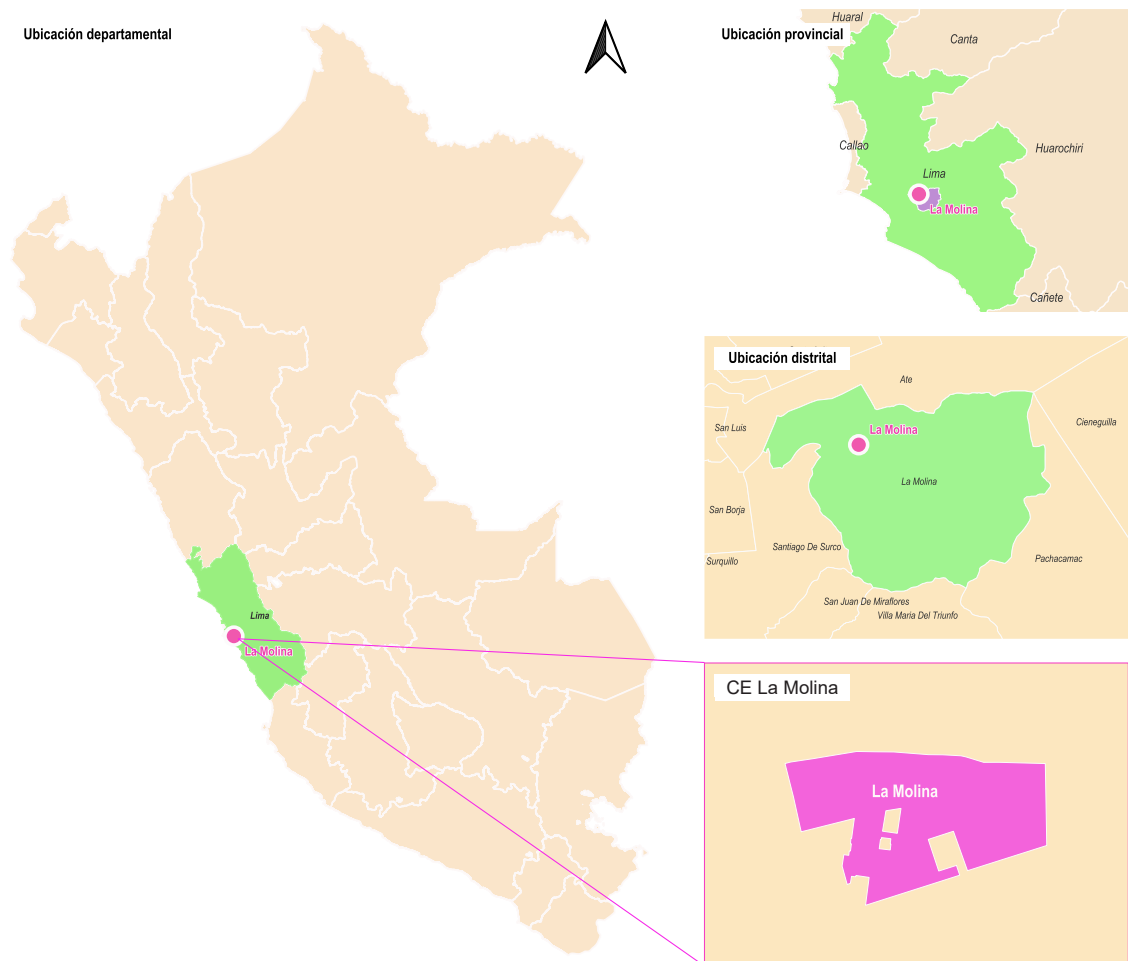 Ubicación departamental
Lima
La Molina
Ubicación provincial
Huaral
Canta
Callao
Huarochiri
Lima
La Molina
Cañete
Ubicación distrital
Ate
La Molina
San Luis
Cieneguilla
La Molina
San Borja
Santiago De Surco
Surquillo
Pachacamac
San Juan De Miraflores
Villa Maria Del Triunfo
CE La Molina
La Molina